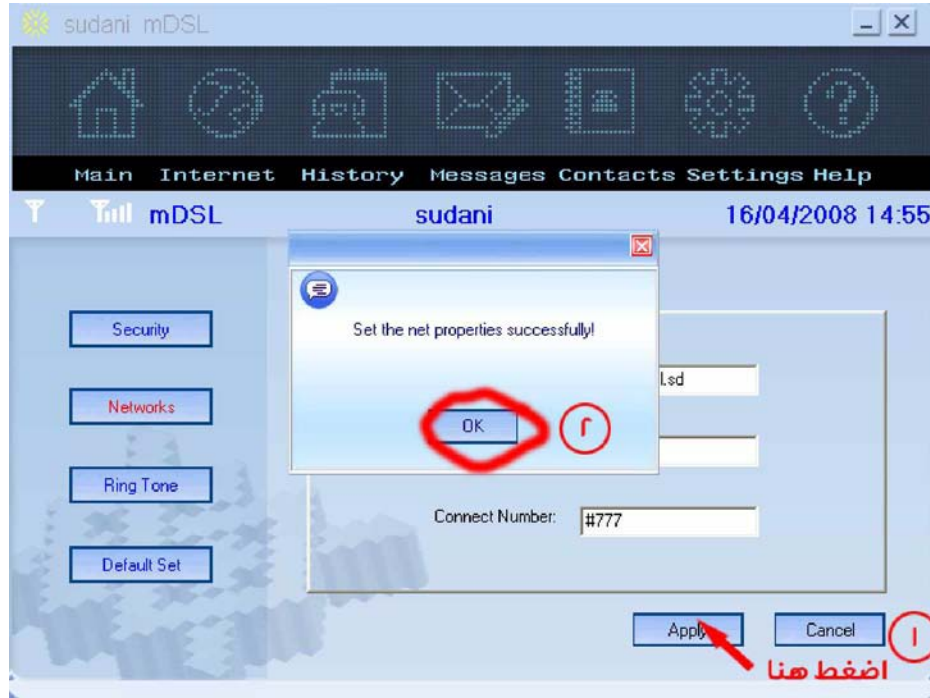 sudani mDSL
Main Internet History Messages Contacts Settings Help
mDSL sudani 16/04/2008 14:55
Security
Set the net properties successfully!
l.sd
Networks
OK
٢
Ring Tone
Connect Number: #777
Default Set
Apply Cancel
١
اضغط هنا